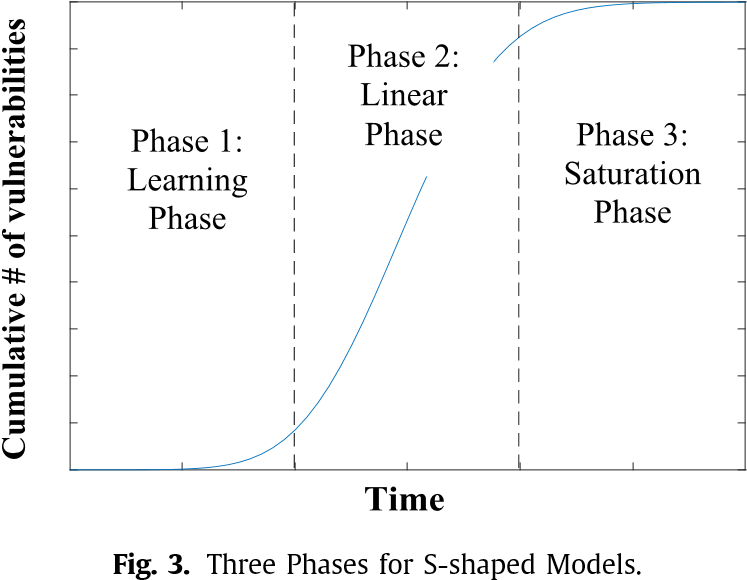 Cumulative # of vulnerabilities
Phase 1:
Learning
Phase
Phase 2:
Linear
Phase
Phase 3:
Saturation
Phase
Time
Fig. 3. Three Phases for S-shaped Models.